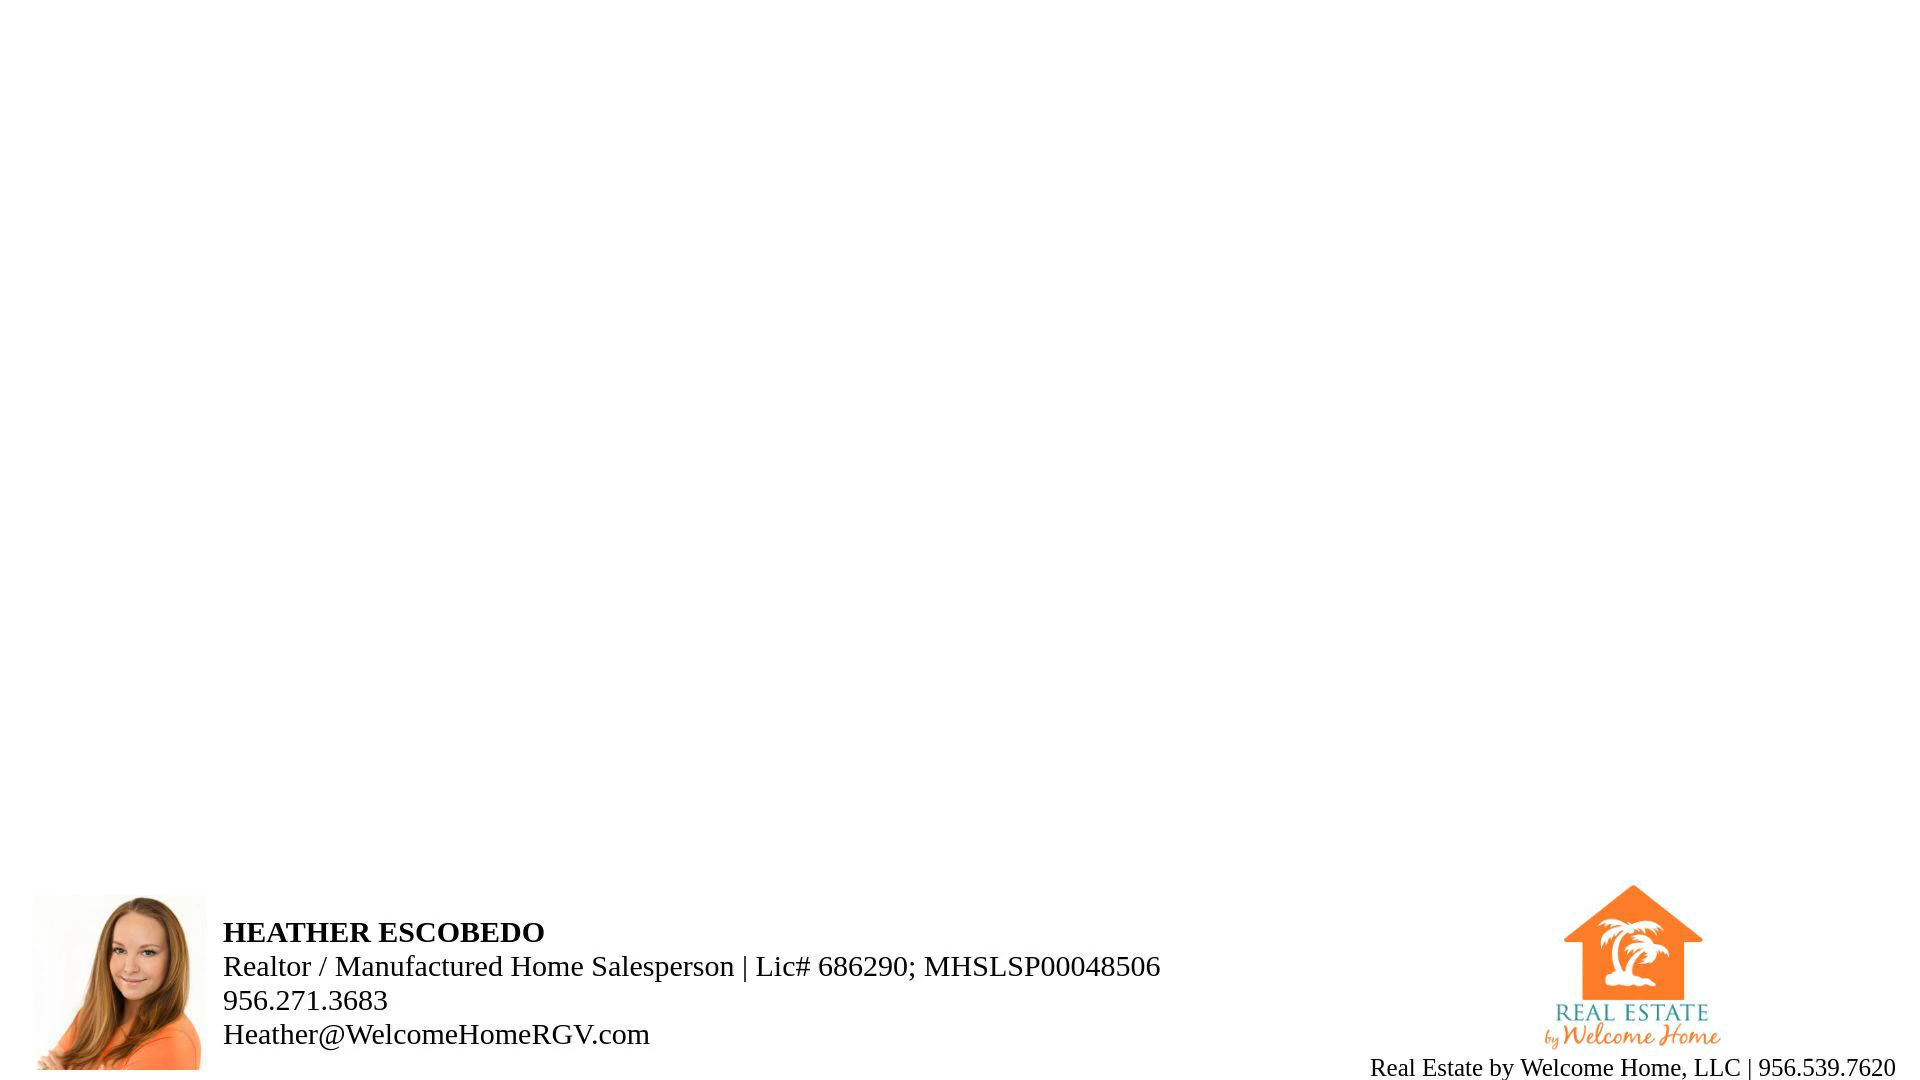 HEATHER ESCOBEDO
Realtor / Manufactured Home Salesperson | Lic# 686290; MHSLSP00048506
956.271.3683
Heather@WelcomeHomeRGV.com
REAL ESTATE
by Welcome Home
Real Estate by Welcome Home, LLC | 956.539.7620